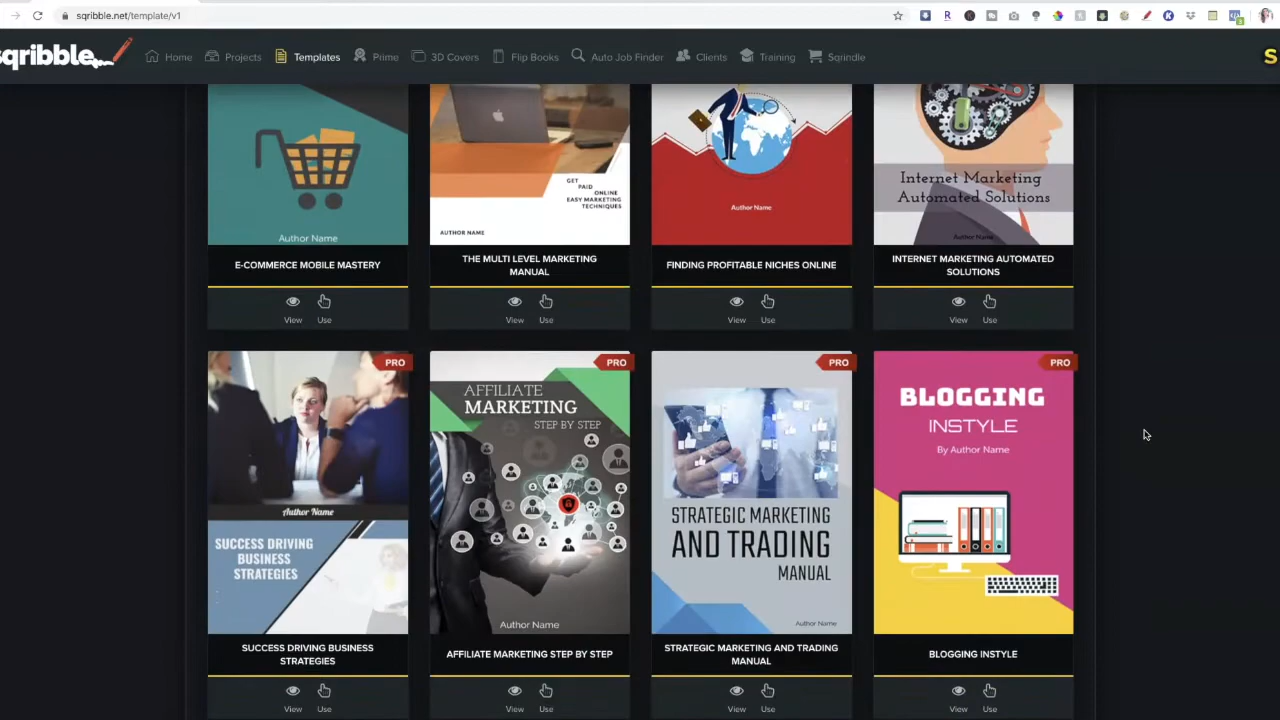 sqribble.net/template/v1
sqribble
Home
Projects
Templates
Prime
3D Covers
Flip Books
Auto Job Finder
Clients
Training
Sqrindle
S
Author Name
GET
PAID
ONLINE
EASY MARKETING
TECHNIQUES
AUTHOR NAME
Author Name
Internet Marketing
Automated Solutions
Author Name
E-COMMERCE MOBILE MASTERY
THE MULTI LEVEL MARKETING
MANUAL
FINDING PROFITABLE NICHES ONLINE
INTERNET MARKETING AUTOMATED
SOLUTIONS
View
Use
View
Use
View
Use
View
Use
PRO
Author Name
SUCCESS DRIVING
BUSINESS
STRATEGIES
PRO
AFFILIATE
MARKETING
STEP BY STEP
Author Name
PRO
STRATEGIC MARKETING
AND TRADING
MANUAL
Author Name
PRO
BLOGGING
INSTYLE
By Author Name
SUCCESS DRIVING BUSINESS
STRATEGIES
AFFILIATE MARKETING STEP BY STEP
STRATEGIC MARKETING AND TRADING
MANUAL
BLOGGING INSTYLE
View
Use
View
Use
View
Use
View
Use